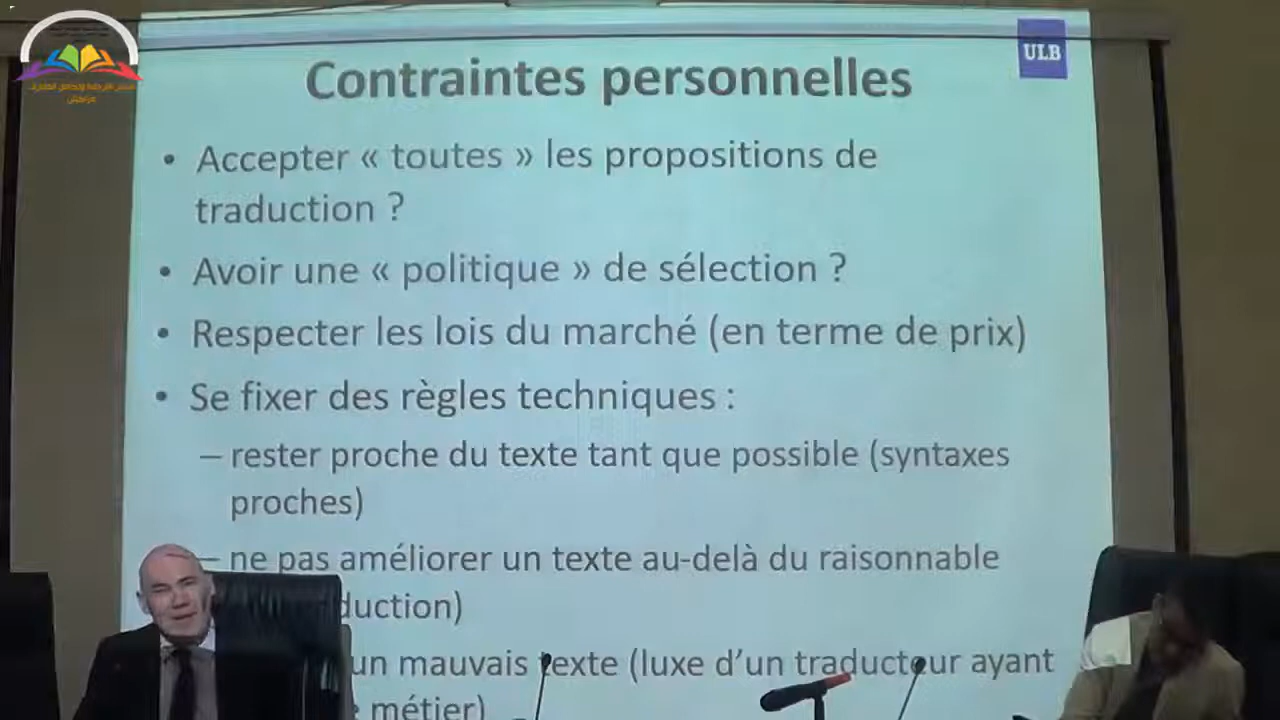 ULB
Contraintes personnelles
• Accepter « toutes » les propositions de
traduction ?
• Avoir une « politique » de sélection ?
• Respecter les lois du marché (en terme de prix)
• Se fixer des règles techniques :
– rester proche du texte tant que possible (syntaxes
proches)
– ne pas améliorer un texte au-delà du raisonnable
duction)
un mauvais texte (luxe d’un traducteur ayant
métier)